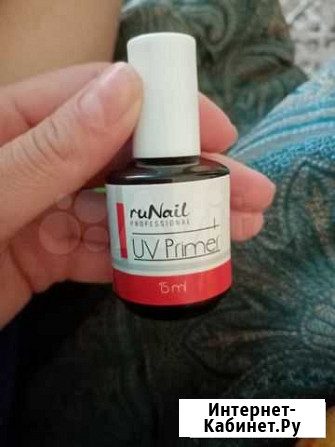 ruNail
PROFESSIONAL
UV Primer
15 ml
Интернет-
Кабинет.Ру